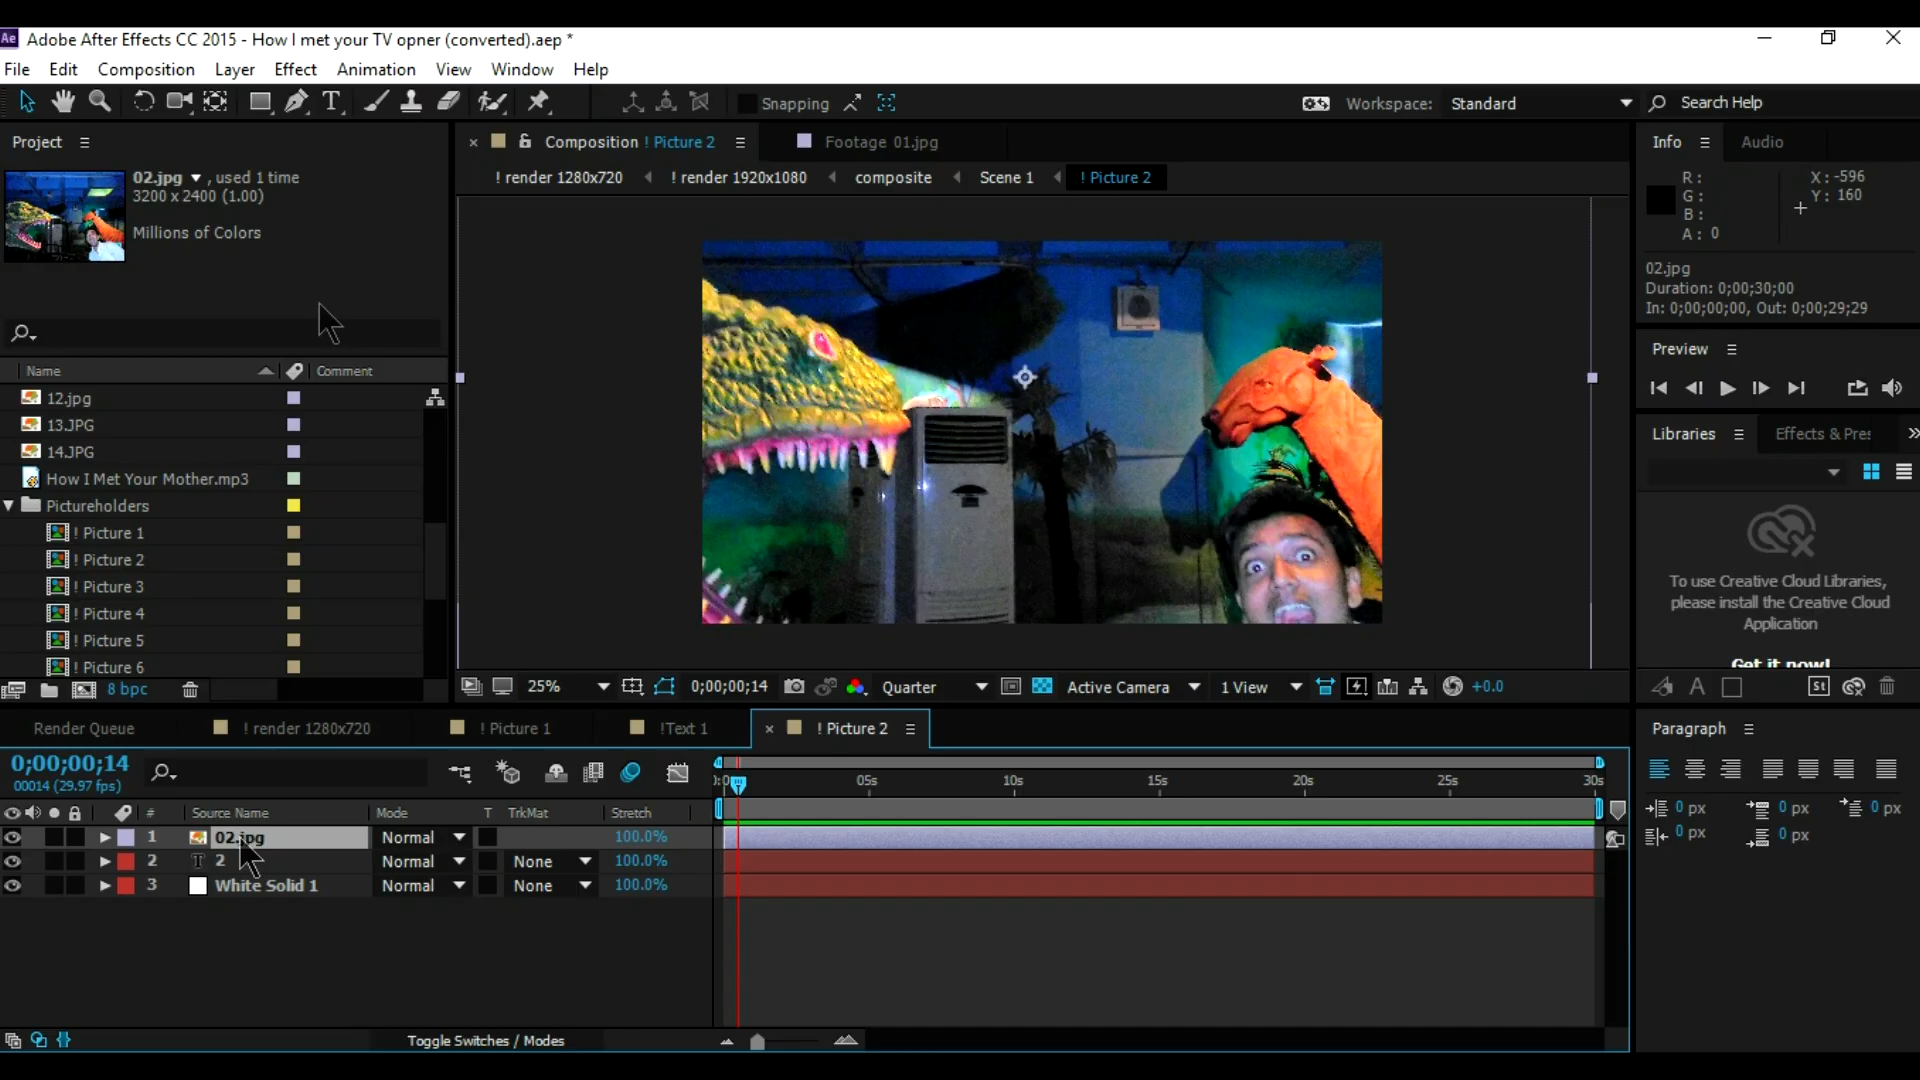 Ae Adobe After Effects CC 2015 - How I met your TV opner (converted).aep *
File Edit Composition Layer Effect Animation View Window Help
T Snapping Workspace: Standard Search Help
Project
02.jpg , used 1 time
3200 x 2400 (1.00)
Millions of Colors
Name Comment
12.jpg
13.JPG
14.JPG
How I Met Your Mother.mp3
Pictureholders
! Picture 1
! Picture 2
! Picture 3
! Picture 4
! Picture 5
! Picture 6
8 bpc
× Composition ! Picture 2 Footage 01.jpg
! render 1280x720 ! render 1920x1080 composite Scene 1 ! Picture 2
25% 0;00;00;14 Quarter Active Camera 1 View +0.0
Info Audio
R: X: -596
G: Y: 160
B:
A: 0
02.jpg
Duration: 0;00;30;00
In: 0;00;00;00, Out: 0;00;29;29
Preview
Libraries Effects & Pre
To use Creative Cloud Libraries,
please install the Creative Cloud
Application
Get it now!
A St
Render Queue ! render 1280x720 ! Picture 1 !Text 1 × ! Picture 2
0;00;00;14
00014 (29.97 fps)
05s 10s 15s 20s 25s 30s
# Source Name Mode T TrkMat Stretch
1 02.jpg Normal 100.0%
2 T 2 Normal None 100.0%
3 White Solid 1 Normal None 100.0%
Toggle Switches / Modes
Paragraph
0 px 0 px 0 px
0 px 0 px